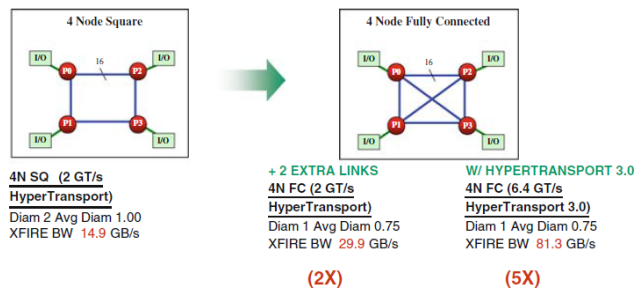 4 Node Square
I/O
I/O
16
P0
P2
P1
P3
I/O
I/O
4N SQ (2 GT/s
HyperTransport)
Diam 2 Avg Diam 1.00
XFIRE BW 14.9 GB/s
4 Node Fully Connected
I/O
I/O
16
P0
P2
P1
P3
I/O
I/O
+ 2 EXTRA LINKS
4N FC (2 GT/s
HyperTransport)
Diam 1 Avg Diam 0.75
XFIRE BW 29.9 GB/s
(2X)
W/ HYPERTRANSPORT 3.0
4N FC (6.4 GT/s
HyperTransport 3.0)
Diam 1 Avg Diam 0.75
XFIRE BW 81.3 GB/s
(5X)